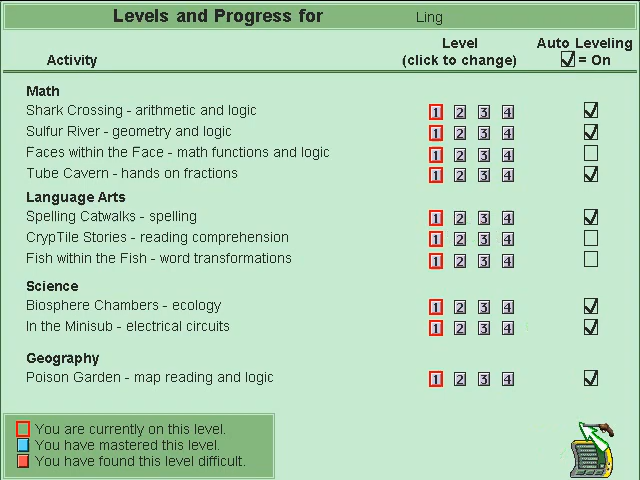 Levels and Progress for Ling
Level Auto Leveling
Activity (click to change) = On
Math
Shark Crossing - arithmetic and logic 1 2 3 4
Sulfur River - geometry and logic 1 2 3 4
Faces within the Face - math functions and logic 1 2 3 4
Tube Cavern - hands on fractions 1 2 3 4
Language Arts
Spelling Catwalks - spelling 1 2 3 4
CrypTile Stories - reading comprehension 1 2 3 4
Fish within the Fish - word transformations 1 2 3 4
Science
Biosphere Chambers - ecology 1 2 3 4
In the Minisub - electrical circuits 1 2 3 4
Geography
Poison Garden - map reading and logic 1 2 3 4
You are currently on this level.
You have mastered this level.
You have found this level difficult.